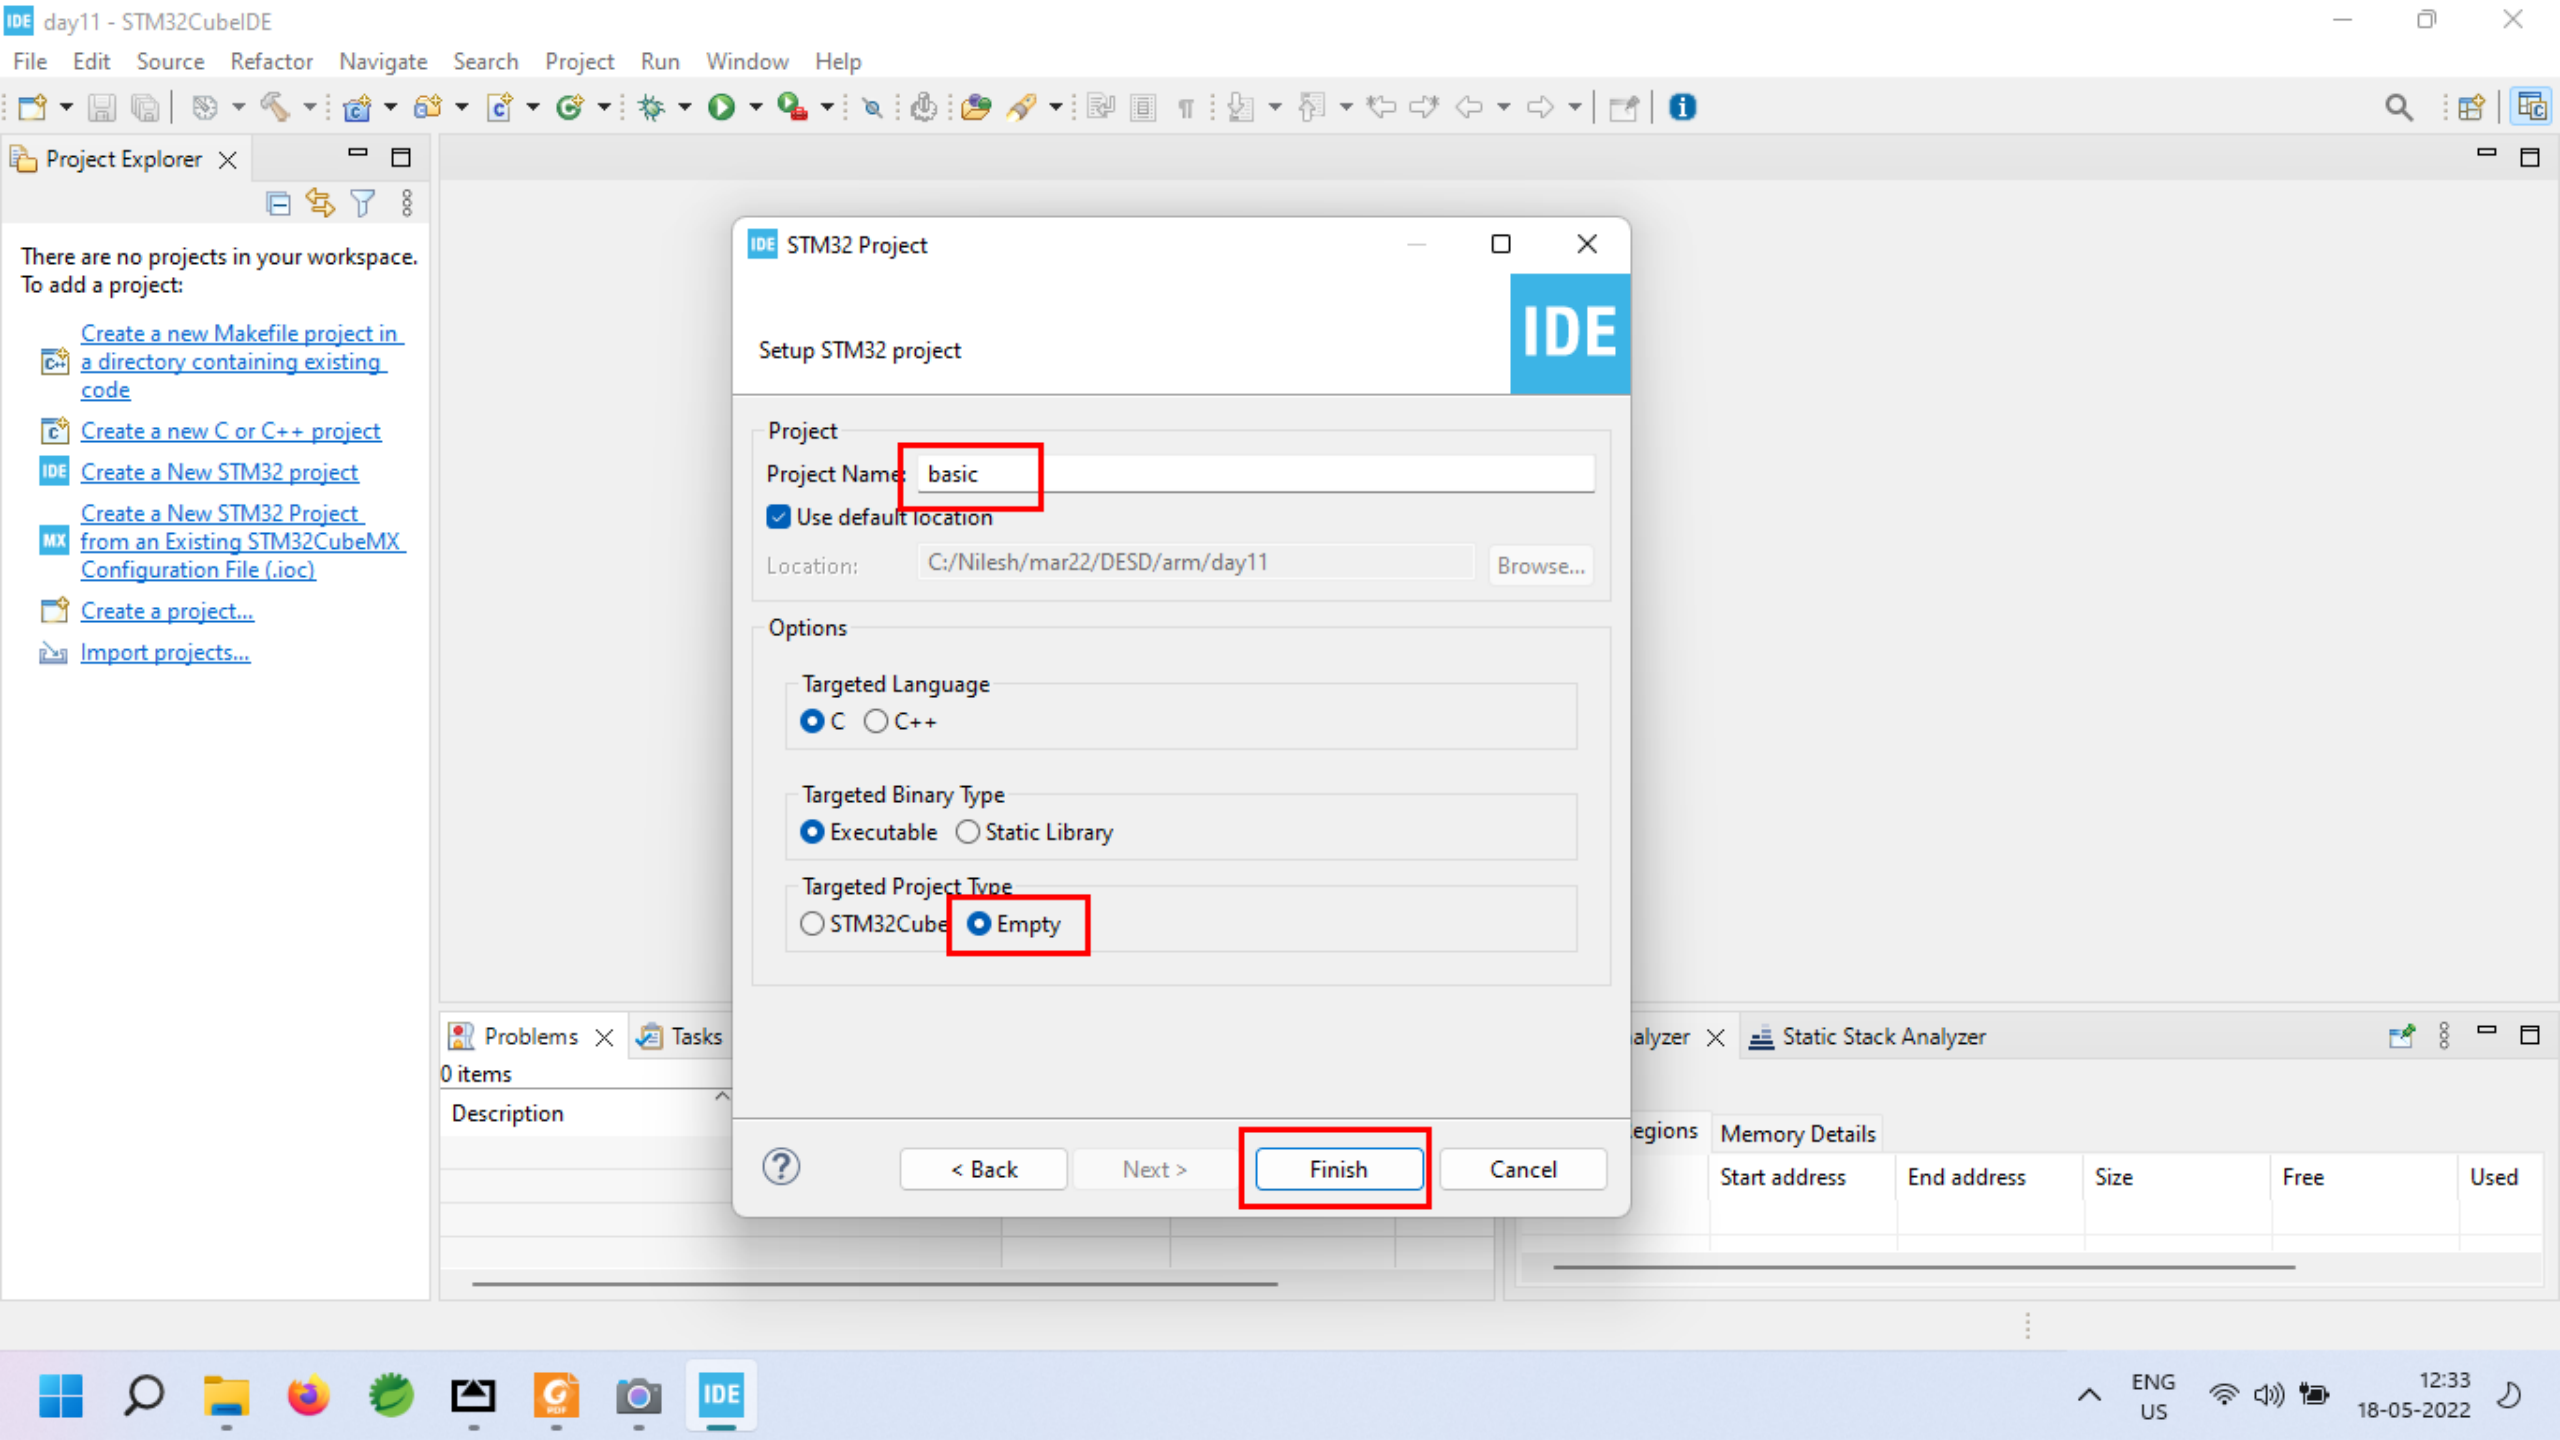 IDE day11 - STM32CubeIDE
File Edit Source Refactor Navigate Search Project Run Window Help
Project Explorer
There are no projects in your workspace.
To add a project:
Create a new Makefile project in
a directory containing existing
code
Create a new C or C++ project
IDE Create a New STM32 project
Create a New STM32 Project
MX from an Existing STM32CubeMX
Configuration File (.ioc)
Create a project...
Import projects...
IDE STM32 Project
IDE
Setup STM32 project
Project
Project Name: basic
Use default location
Location: C:/Nilesh/mar22/DESD/arm/day11 Browse...
Options
Targeted Language
C C++
Targeted Binary Type
Executable Static Library
Targeted Project Type
STM32Cube Empty
? < Back Next > Finish Cancel
Problems Tasks
0 items
Description
alyzer Static Stack Analyzer
egions Memory Details
Start address End address Size Free Used
IDE
ENG
US
12:33
18-05-2022